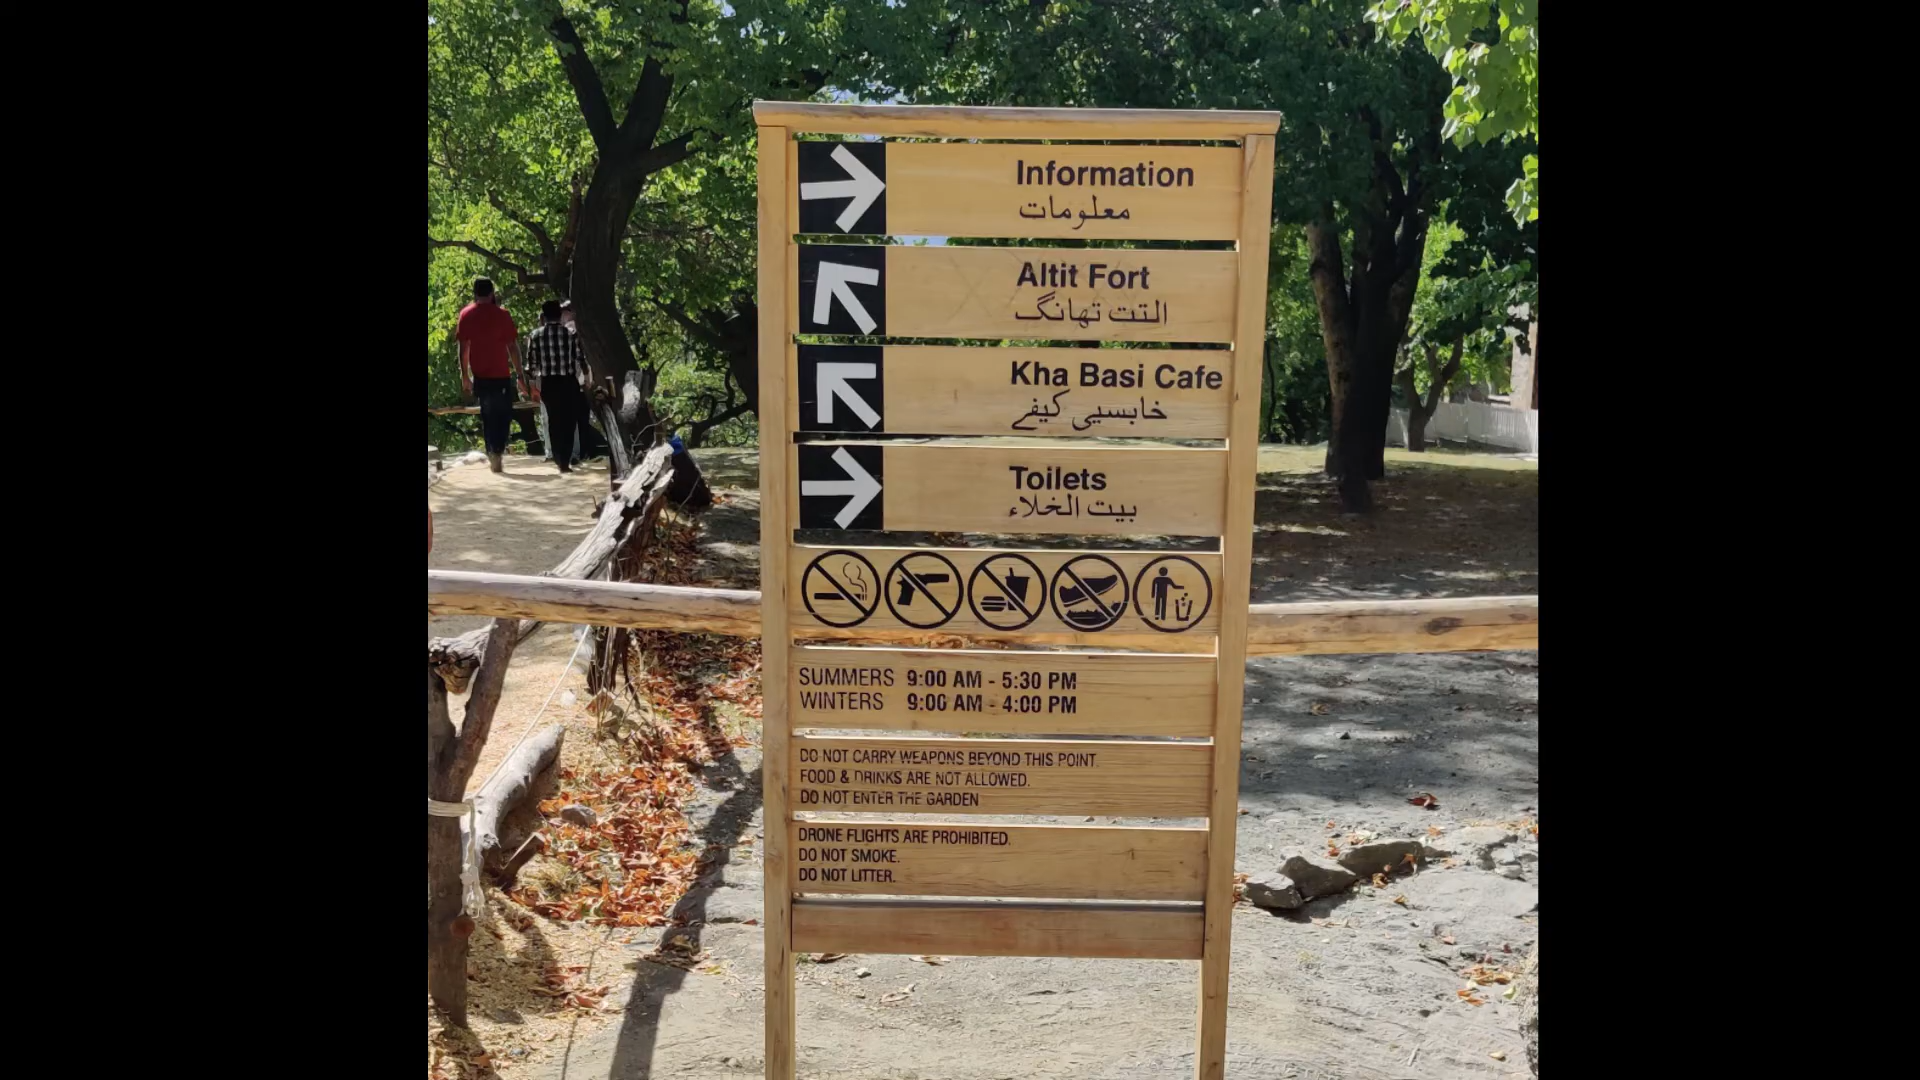 Information
معلومات
Altit Fort
التت تھانگ
Kha Basi Cafe
خابسیی کیفے
Toilets
بیت الخلاء
SUMMERS 9:00 AM - 5:30 PM
WINTERS 9:00 AM - 4:00 PM
DO NOT CARRY WEAPONS BEYOND THIS POINT.
FOOD & DRINKS ARE NOT ALLOWED.
DO NOT ENTER THE GARDEN
DRONE FLIGHTS ARE PROHIBITED.
DO NOT SMOKE.
DO NOT LITTER.